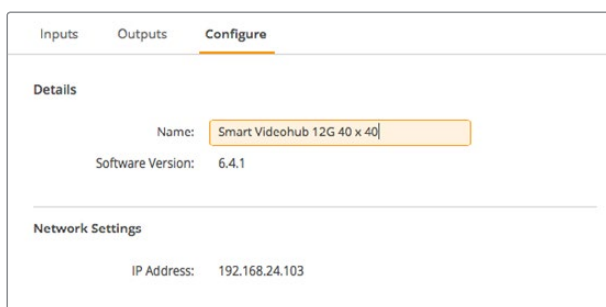 Inputs Outputs Configure
Details
Name: Smart Videohub 12G 40 x 40
Software Version: 6.4.1
Network Settings
IP Address: 192.168.24.103